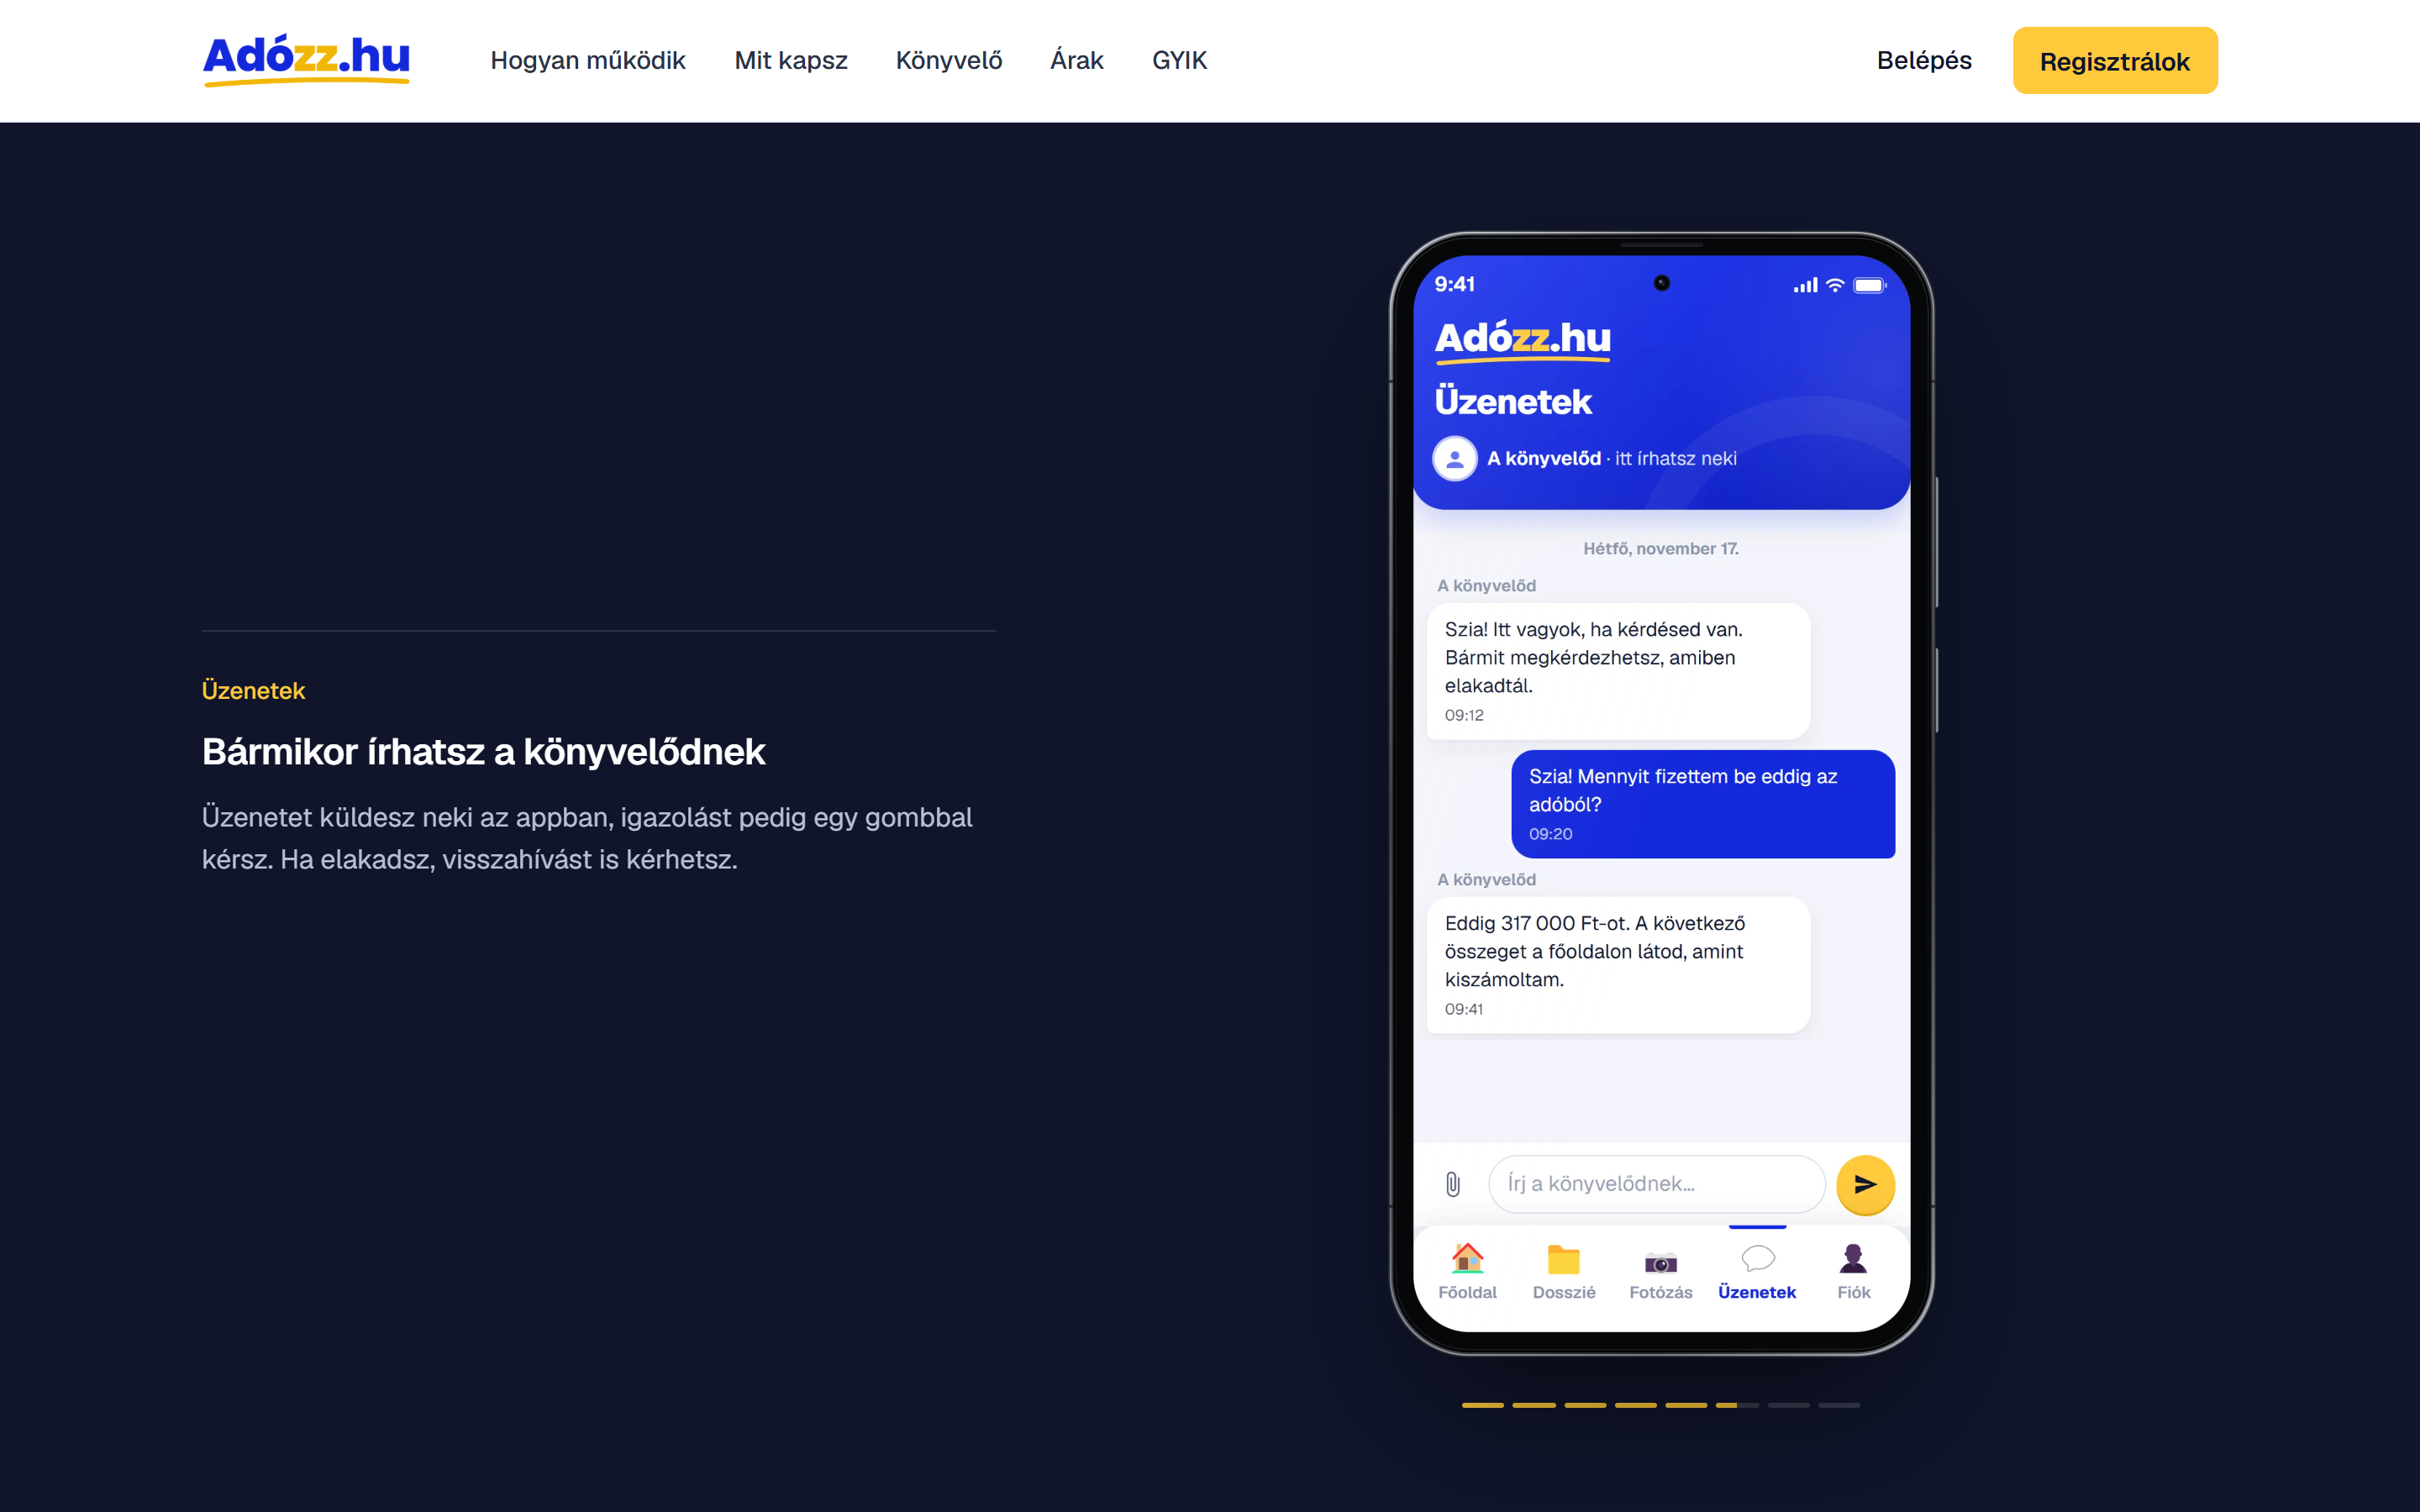 Adózz.hu
Hogyan működik
Mit kapsz
Könyvelő
Árak
GYIK
Belépés
Regisztrálok
Üzenetek
Bármikor írhatsz a könyvelődnek
Üzenetet küldesz neki az appban, igazolást pedig egy gombbal
kérsz. Ha elakadsz, visszahívást is kérhetsz.
9:41
Adózz.hu
Üzenetek
A könyvelőd · itt írhatsz neki
Hétfő, november 17.
A könyvelőd
Szia! Itt vagyok, ha kérdésed van.
Bármit megkérdezhetsz, amiben
elakadtál.
09:12
Szia! Mennyit fizettem be eddig az
adóból?
09:20
A könyvelőd
Eddig 317 000 Ft-ot. A következő
összeget a főoldalon látod, amint
kiszámoltam.
09:41
Írj a könyvelődnek...
Főoldal
Dosszié
Fotózás
Üzenetek
Fiók